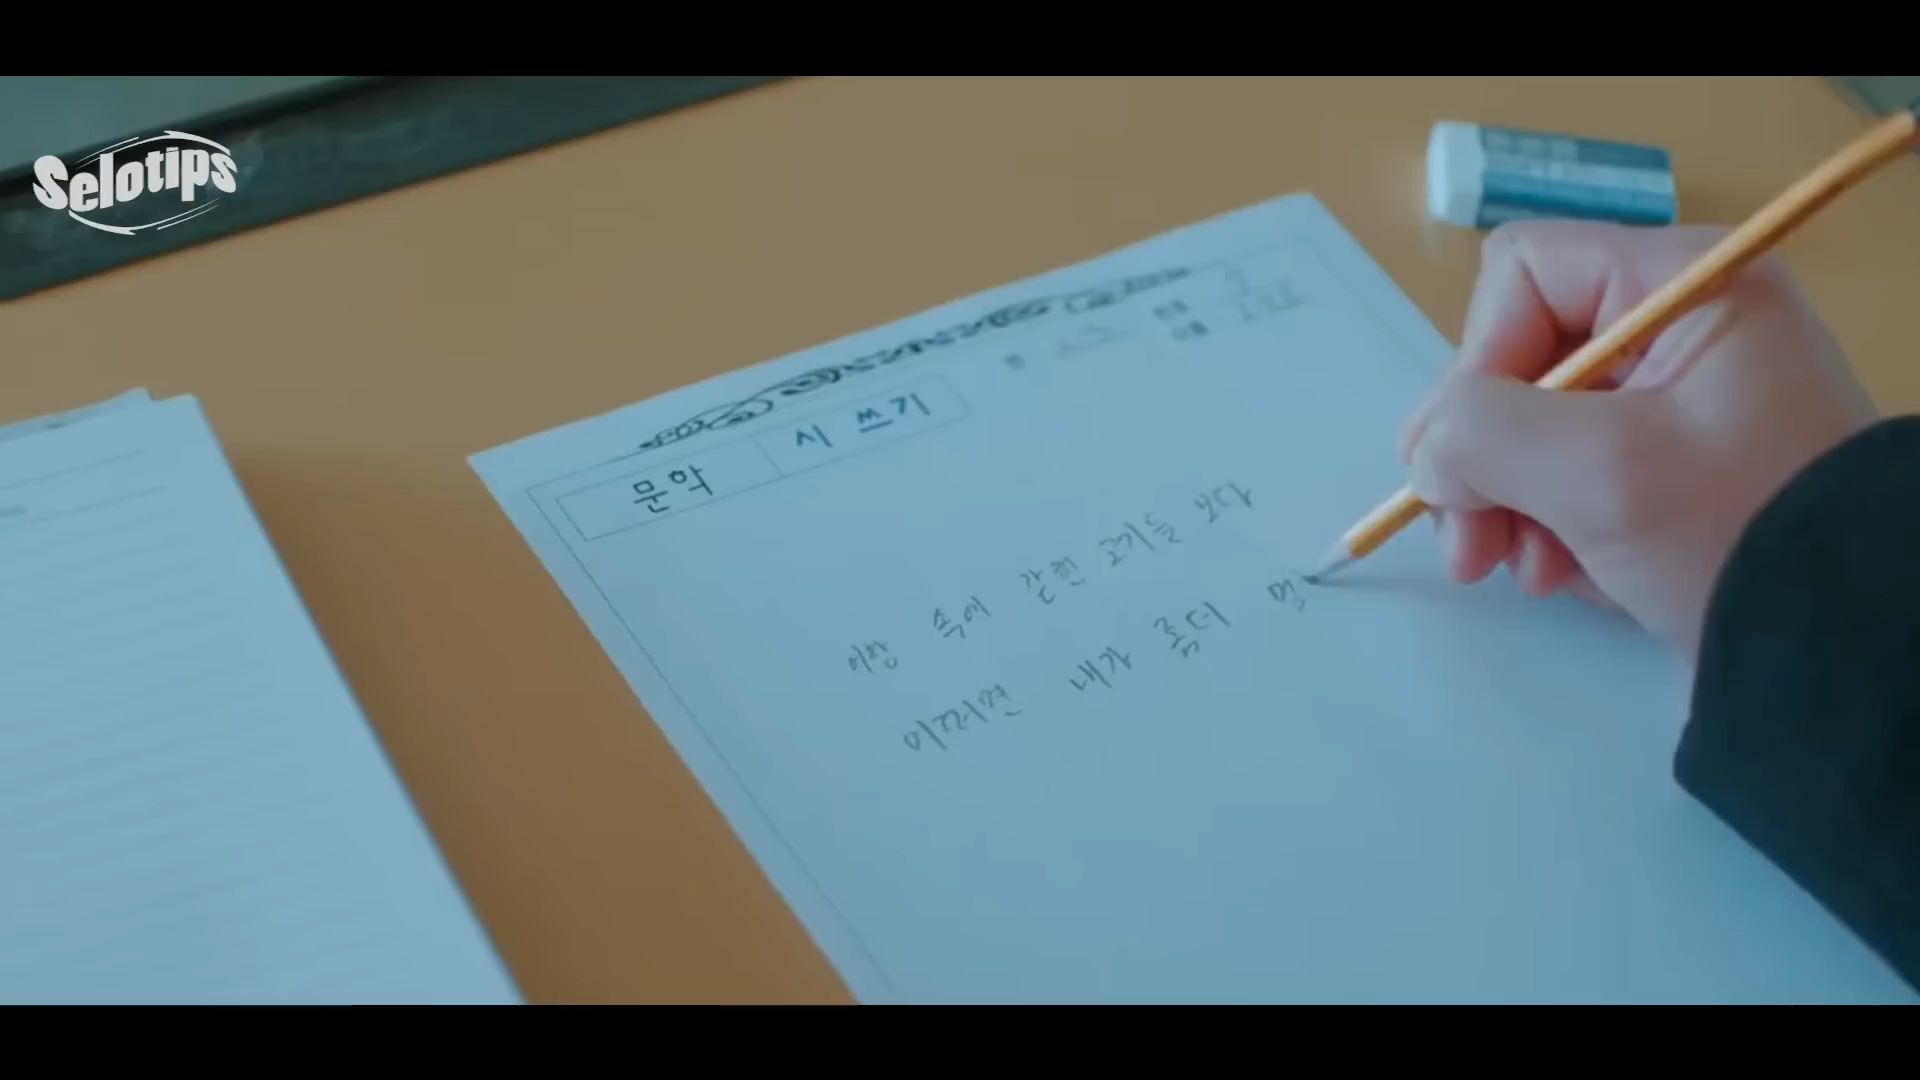 Selotips
문학
시 쓰기
어항 속에 갇힌 고기들 보다
어쩌면 내가 좀더 멍